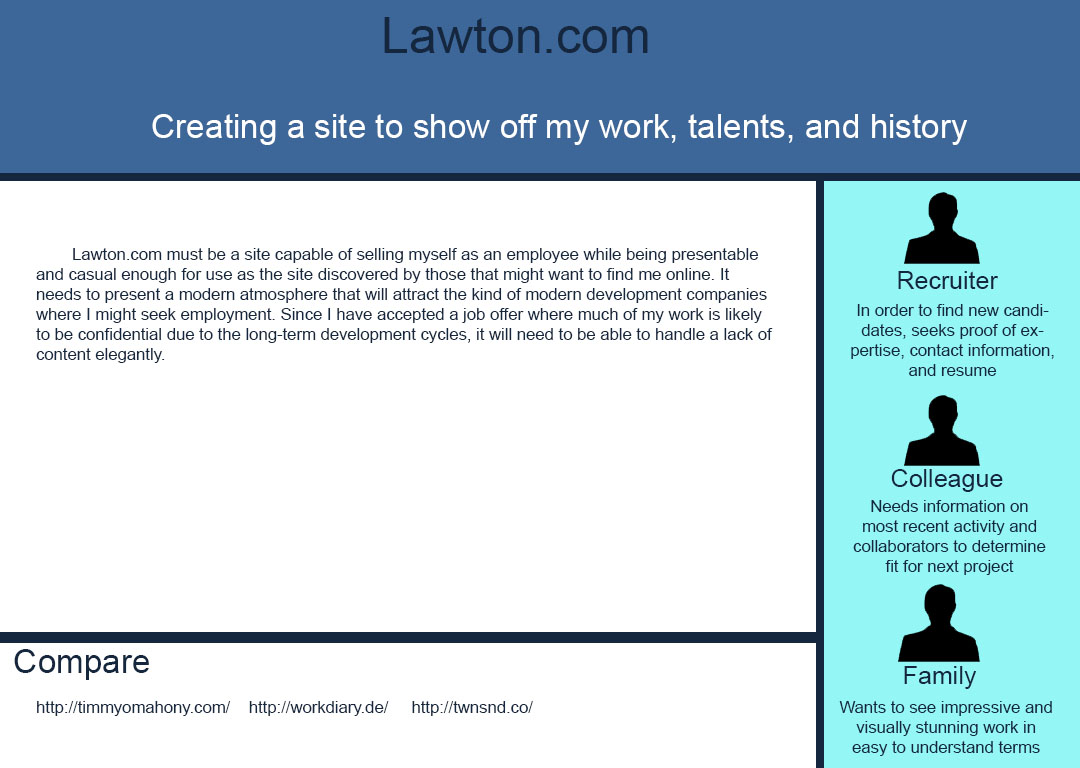 Lawton.com
Creating a site to show off my work, talents, and history
Lawton.com must be a site capable of selling myself as an employee while being presentable
and casual enough for use as the site discovered by those that might want to find me online. It
needs to present a modern atmosphere that will attract the kind of modern development companies
where I might seek employment. Since I have accepted a job offer where much of my work is likely
to be confidential due to the long-term development cycles, it will need to be able to handle a lack of
content elegantly.
Compare
http://timmyomahony.com/ http://workdiary.de/ http://twnsnd.co/
Recruiter
In order to find new candi-
dates, seeks proof of ex-
pertise, contact information,
and resume
Colleague
Needs information on
most recent activity and
collaborators to determine
fit for next project
Family
Wants to see impressive and
visually stunning work in
easy to understand terms